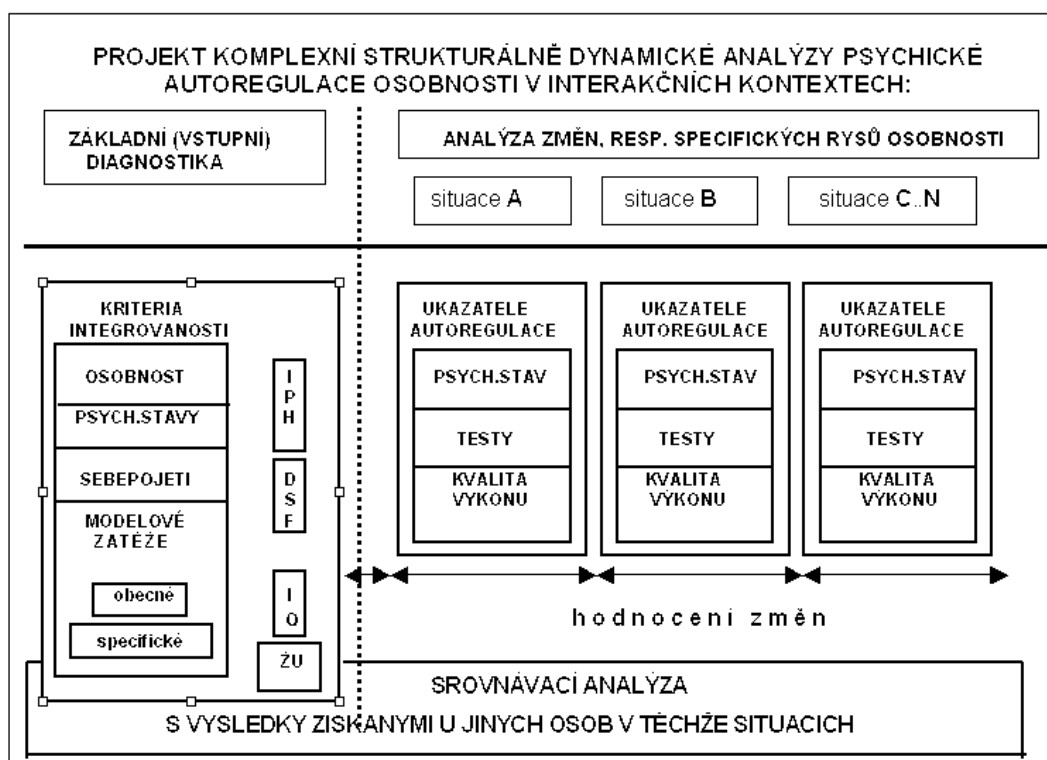 PROJEKT KOMPLEXNÍ STRUKTURÁLNĚ DYNAMICKÉ ANALÝZY PSYCHICKÉ
AUTOREGULACE OSOBNOSTI V INTERAKČNÍCH KONTEXTECH:
ZÁKLADNÍ (VSTUPNÍ)
DIAGNOSTIKA
ANALÝZA ZMĚN, RESP. SPECIFICKÝCH RYSŮ OSOBNOSTI
situace A
situace B
situace C..N
KRITERIA
INTEGROVANOSTI
OSOBNOST
PSYCH.STAVY
SEBEPOJETI
MODELOVÉ
ZATĚŽE
obecné
specifické
I
P
H
D
S
F
I
O
ŽU
UKAZATELE
AUTOREGULACE
PSYCH.STAV
TESTY
KVALITA
VÝKONU
UKAZATELE
AUTOREGULACE
PSYCH.STAV
TESTY
KVALITA
VÝKONU
UKAZATELE
AUTOREGULACE
PSYCH.STAV
TESTY
KVALITA
VÝKONU
hodnocení změn
SROVNÁVACÍ ANALÝZA
S VYSLEDKY ZISKANYMI U JINYCH OSOB V TĚCHŽE SITUACICH